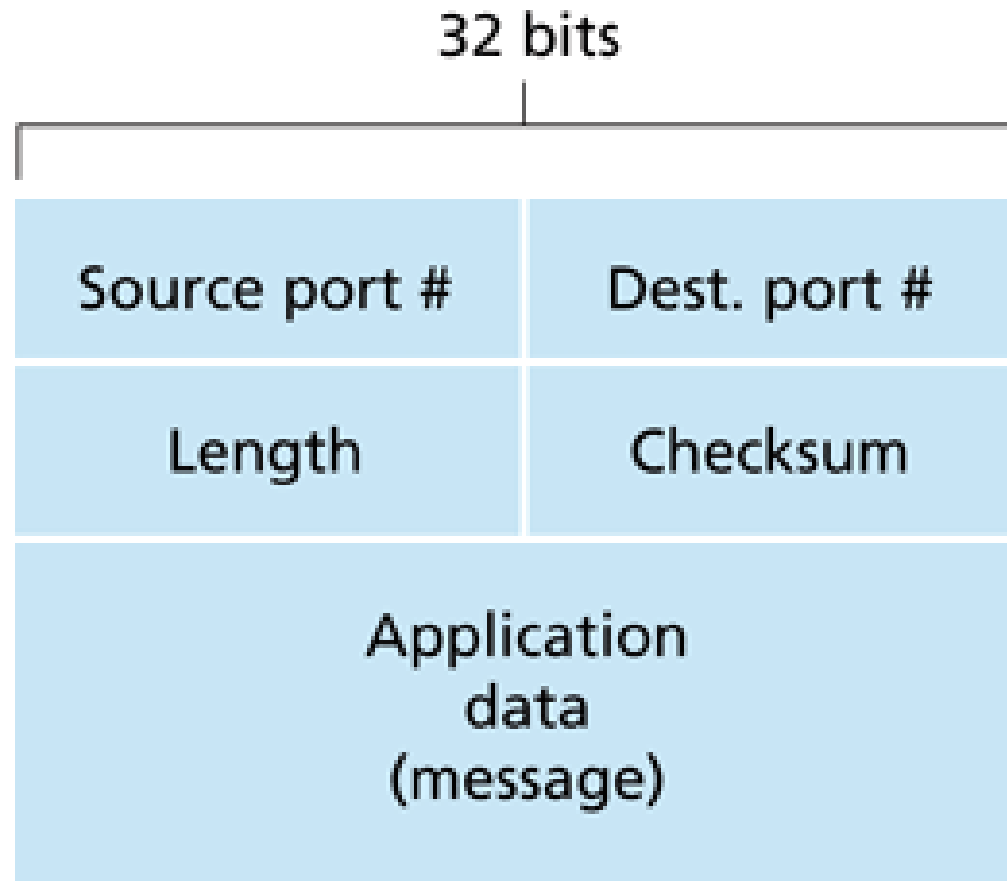 32 bits
Source port #
Dest. port #
Length
Checksum
Application
data
(message)